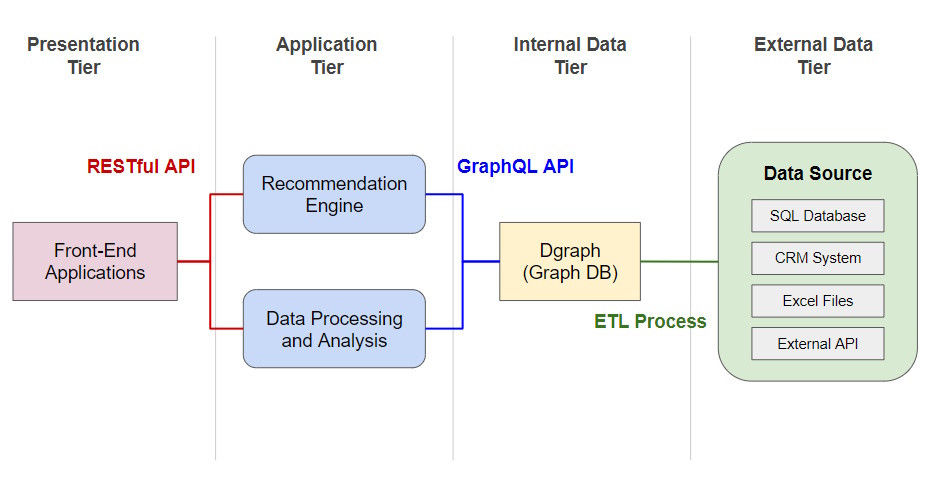 Presentation
Tier
Application
Tier
Internal Data
Tier
External Data
Tier
RESTful API
GraphQL API
Front-End
Applications
Recommendation
Engine
Data Processing
and Analysis
Dgraph
(Graph DB)
ETL Process
Data Source
SQL Database
CRM System
Excel Files
External API